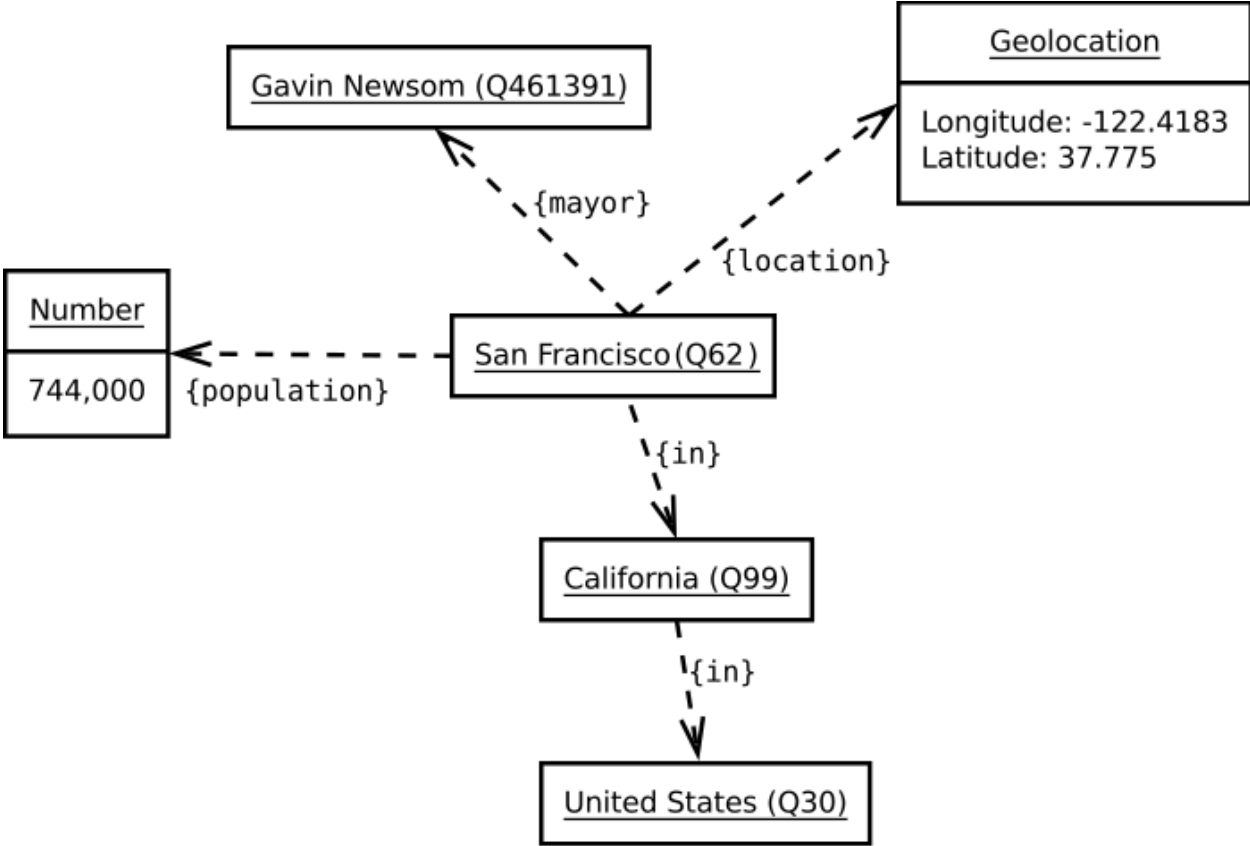 Geolocation
Gavin Newsom (Q461391)
Longitude: -122.4183
Latitude: 37.775
{mayor}
{location}
Number
San Francisco(Q62)
744,000
{population}
{in}
California (Q99)
{in}
United States (Q30)